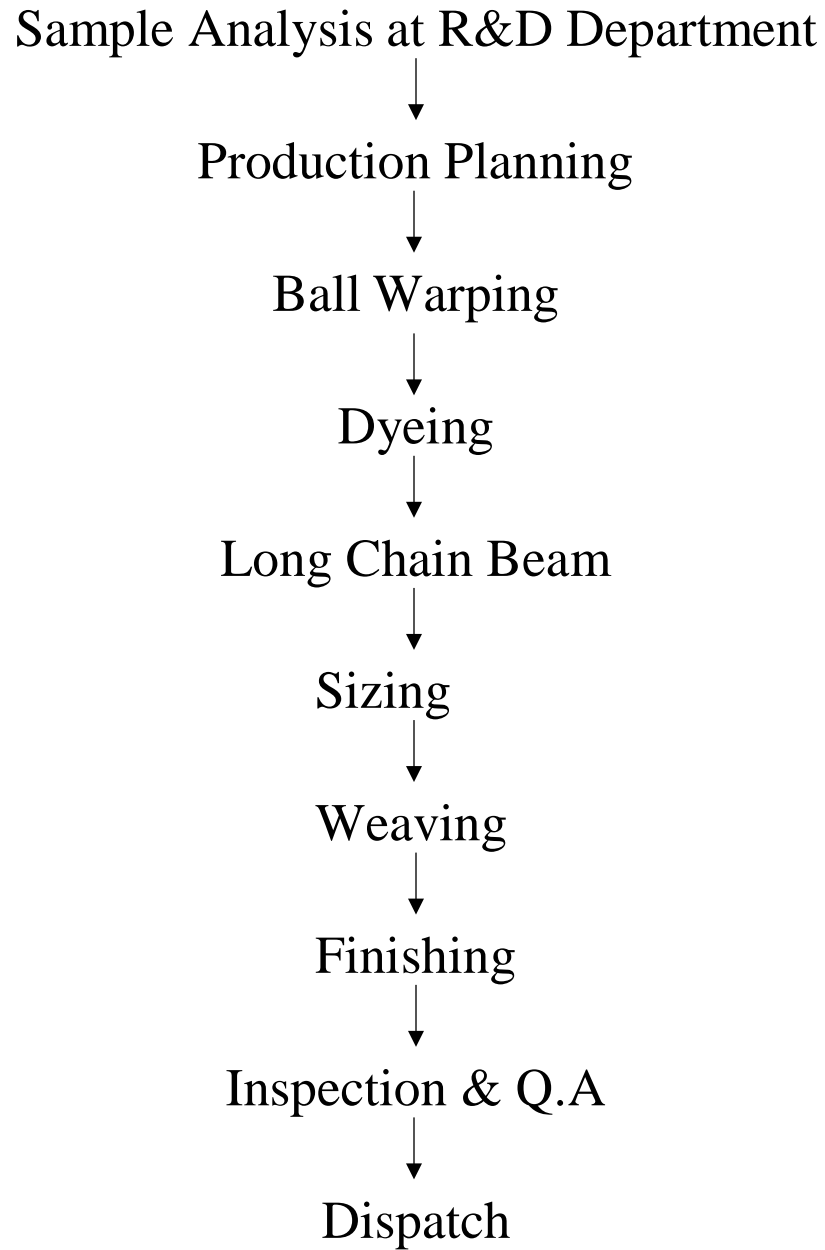 Sample Analysis at R&D Department
Production Planning
Ball Warping
Dyeing
Long Chain Beam
Sizing
Weaving
Finishing
Inspection & Q.A
Dispatch